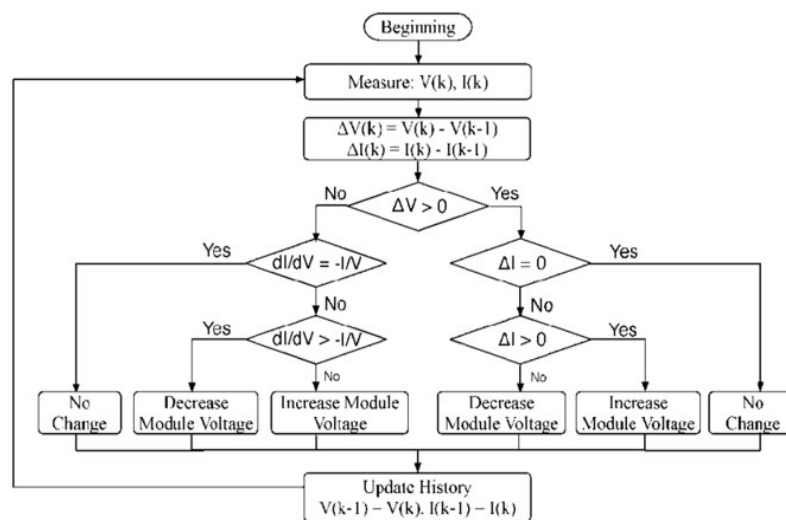 Beginning
Measure: V(k), I(k)
ΔV(k) = V(k) - V(k-1)
ΔI(k) = I(k) - I(k-1)
No
Yes
ΔV > 0
Yes
dI/dV = -I/V
ΔI = 0
Yes
No
No
Yes
dI/dV > -I/V
ΔI > 0
Yes
No
No
No
Change
Decrease
Module Voltage
Increase Module
Voltage
Decrease
Module Voltage
Increase
Module Voltage
No
Change
Update History
V(k-1) = V(k). I(k-1) = I(k)